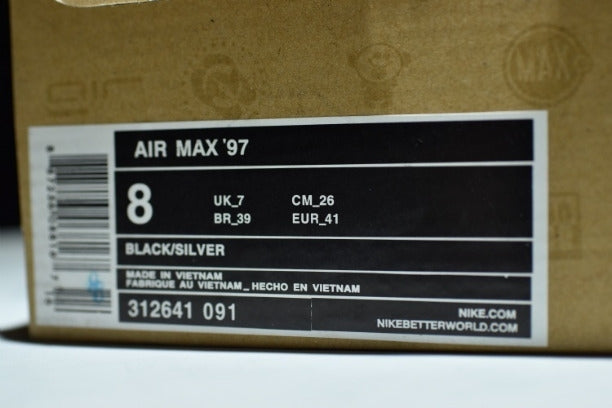 air
MAX
AIR MAX '97
8
UK_7 CM_26
BR_39 EUR_41
BLACK/SILVER
MADE IN VIETNAM
FABRIQUE AU VIETNAM_ HECHO EN VIETNAM
312641 091
NIKE.COM
NIKEBETTERWORLD.COM